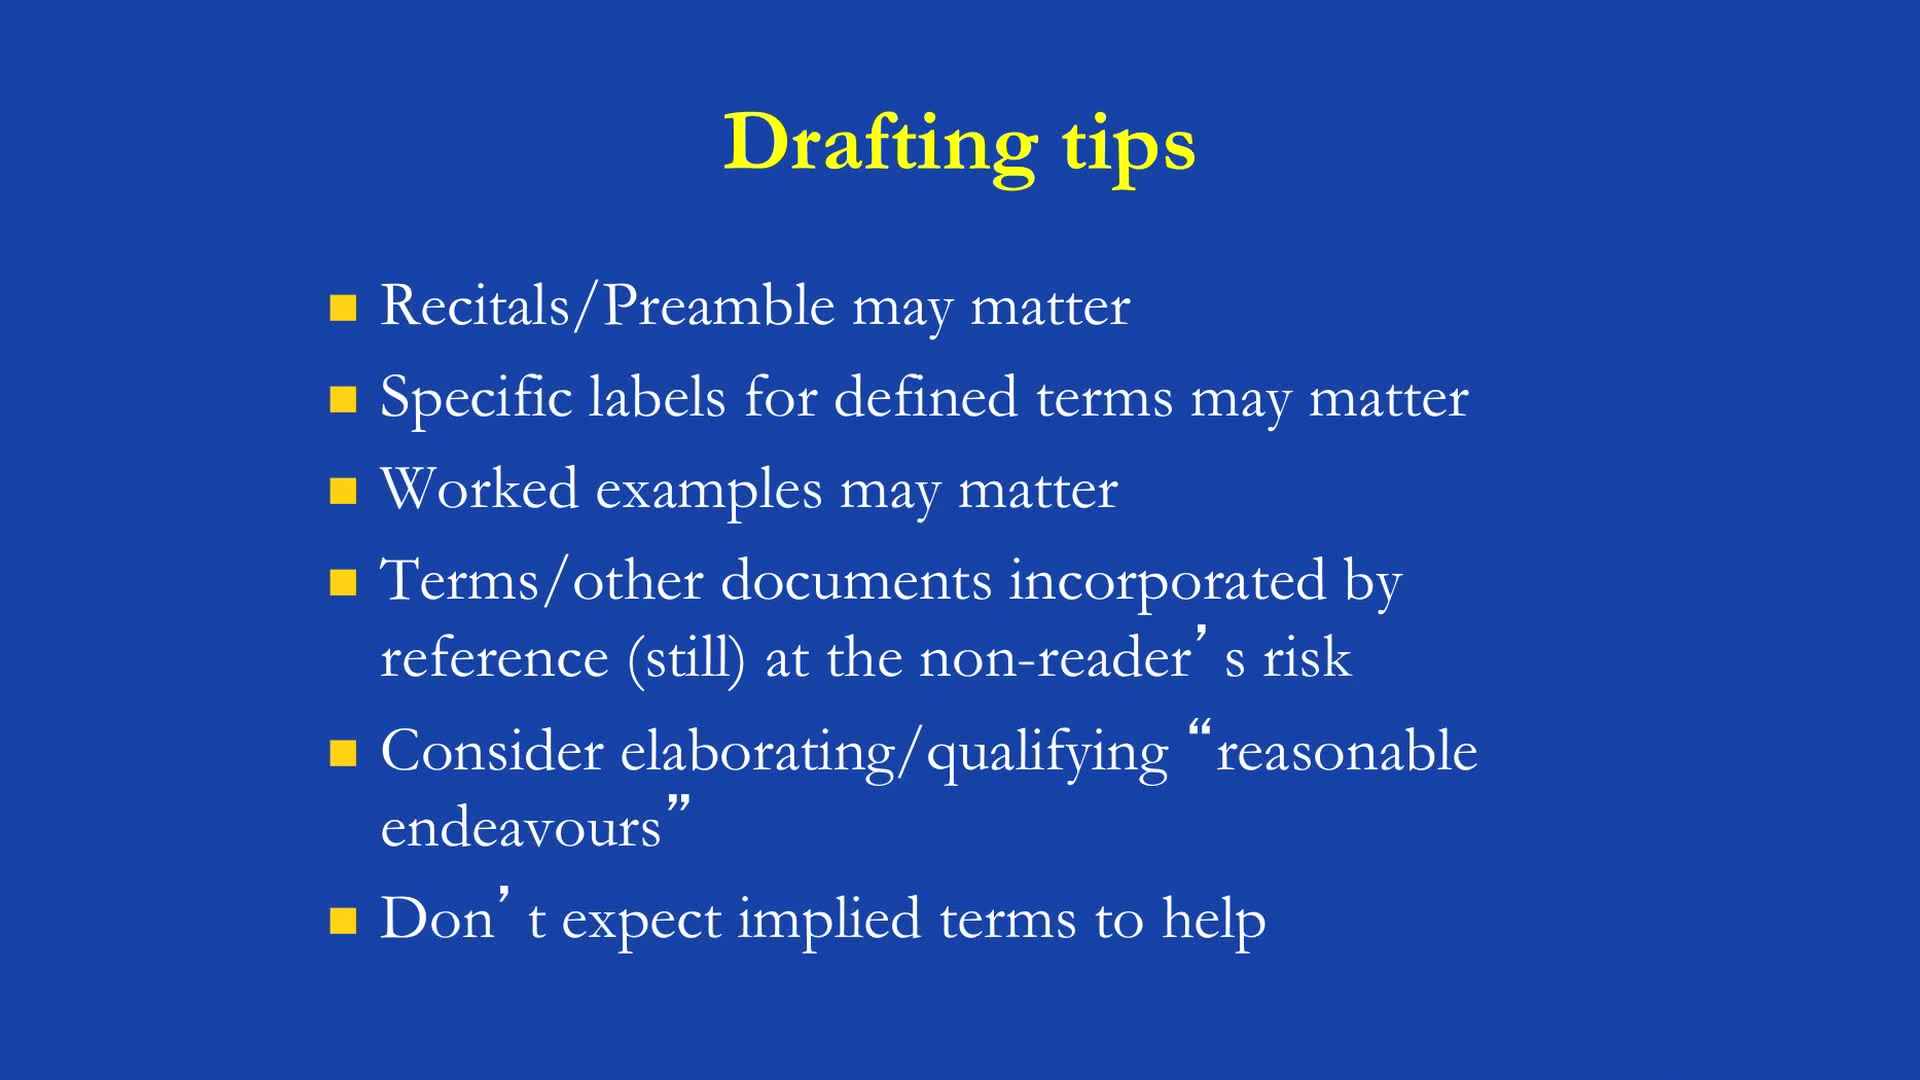 Drafting tips
Recitals/Preamble may matter
Specific labels for defined terms may matter
Worked examples may matter
Terms/other documents incorporated by
reference (still) at the non-reader’s risk
Consider elaborating/qualifying “reasonable
endeavours”
Don’t expect implied terms to help